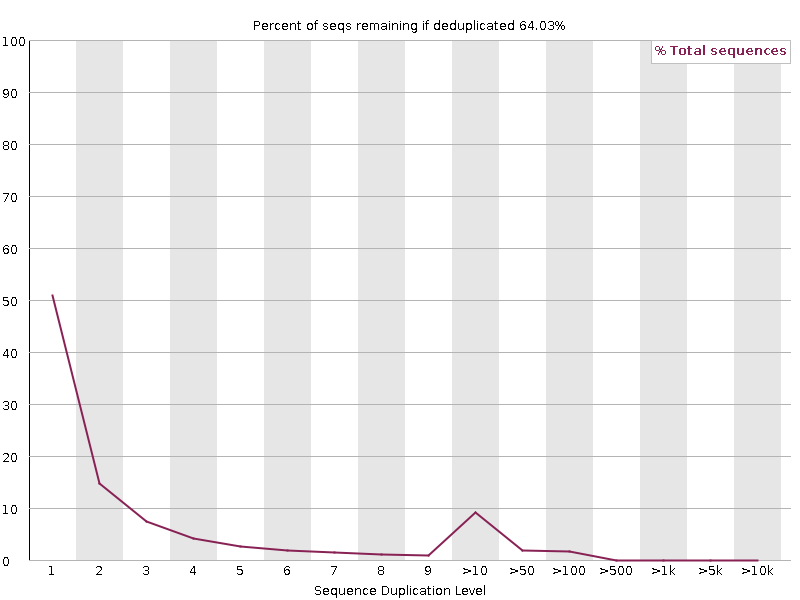 Percent of seqs remaining if deduplicated 64.03%
% Total sequences
100
90
80
70
60
50
40
30
20
10
0
1 2 3 4 5 6 7 8 9 >10 >50 >100 >500 >1k >5k >10k
Sequence Duplication Level